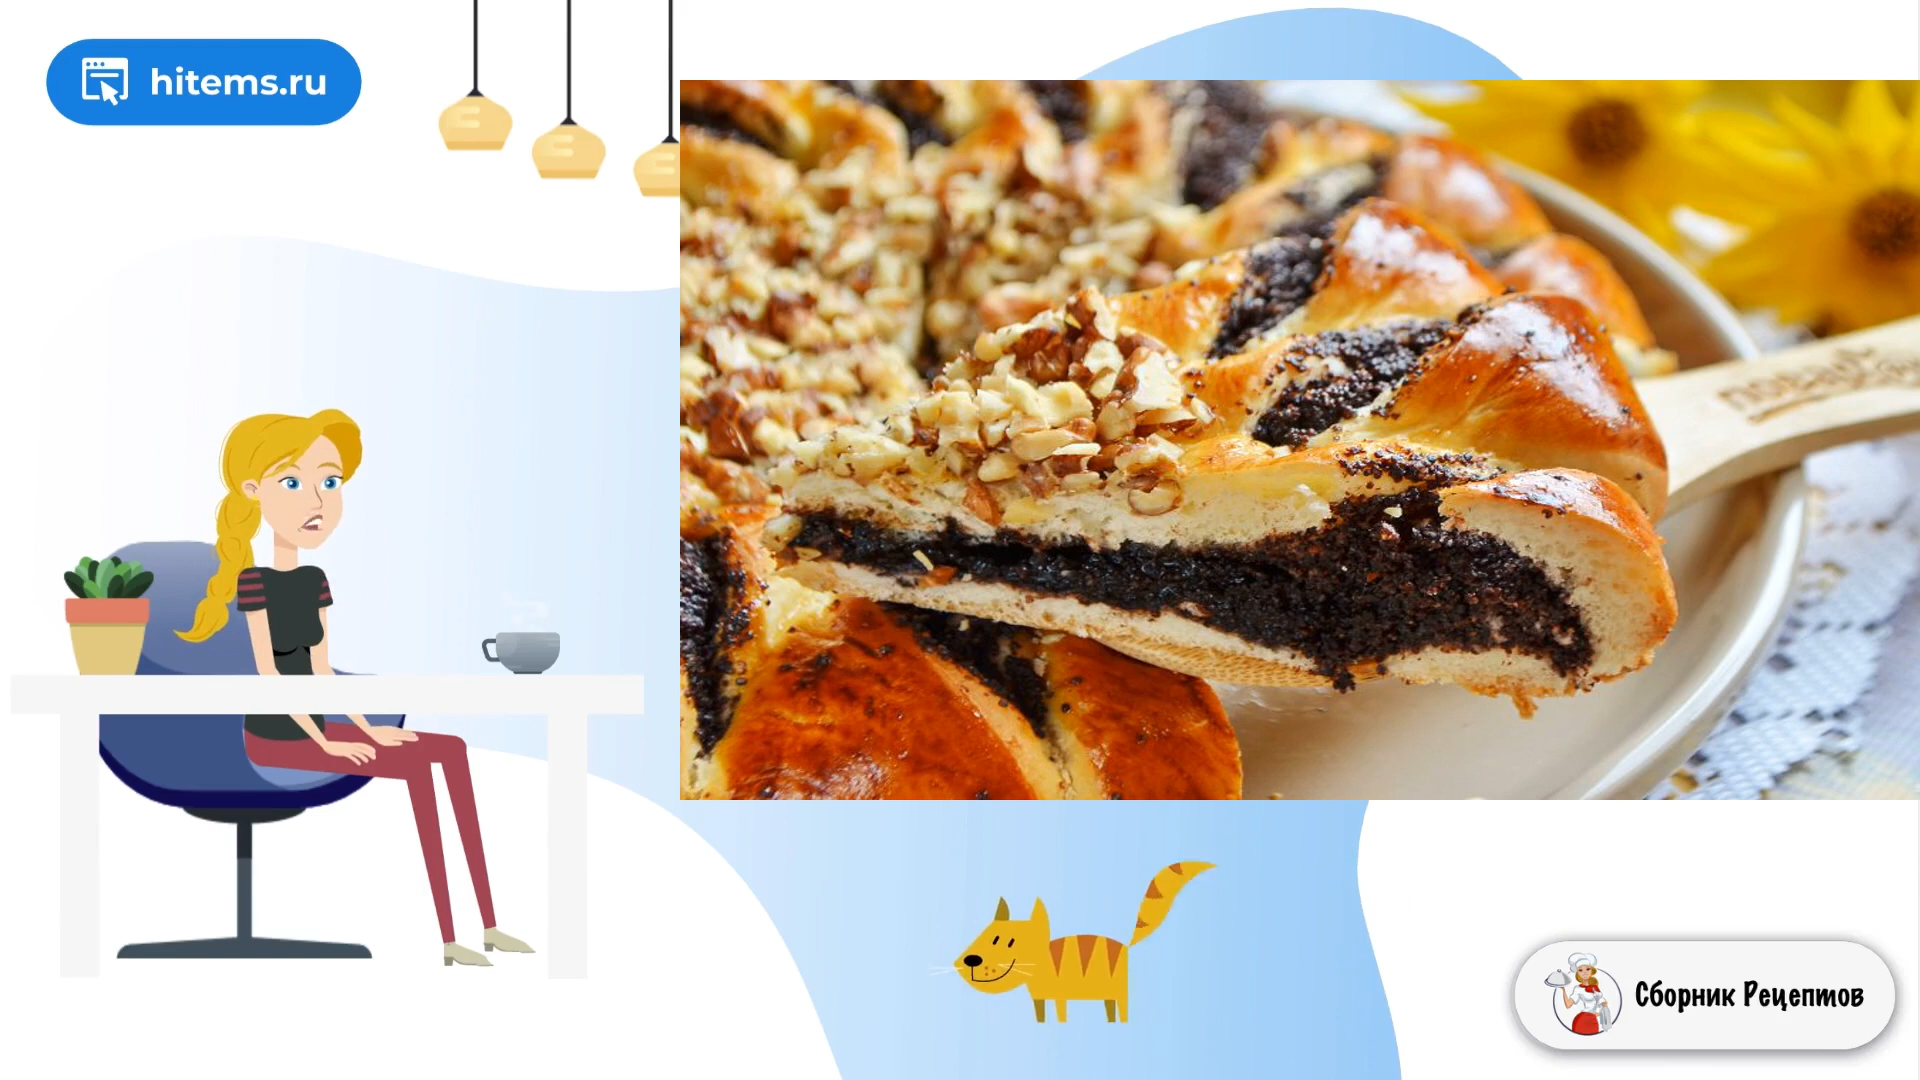 hitems.ru
Сборник Рецептов